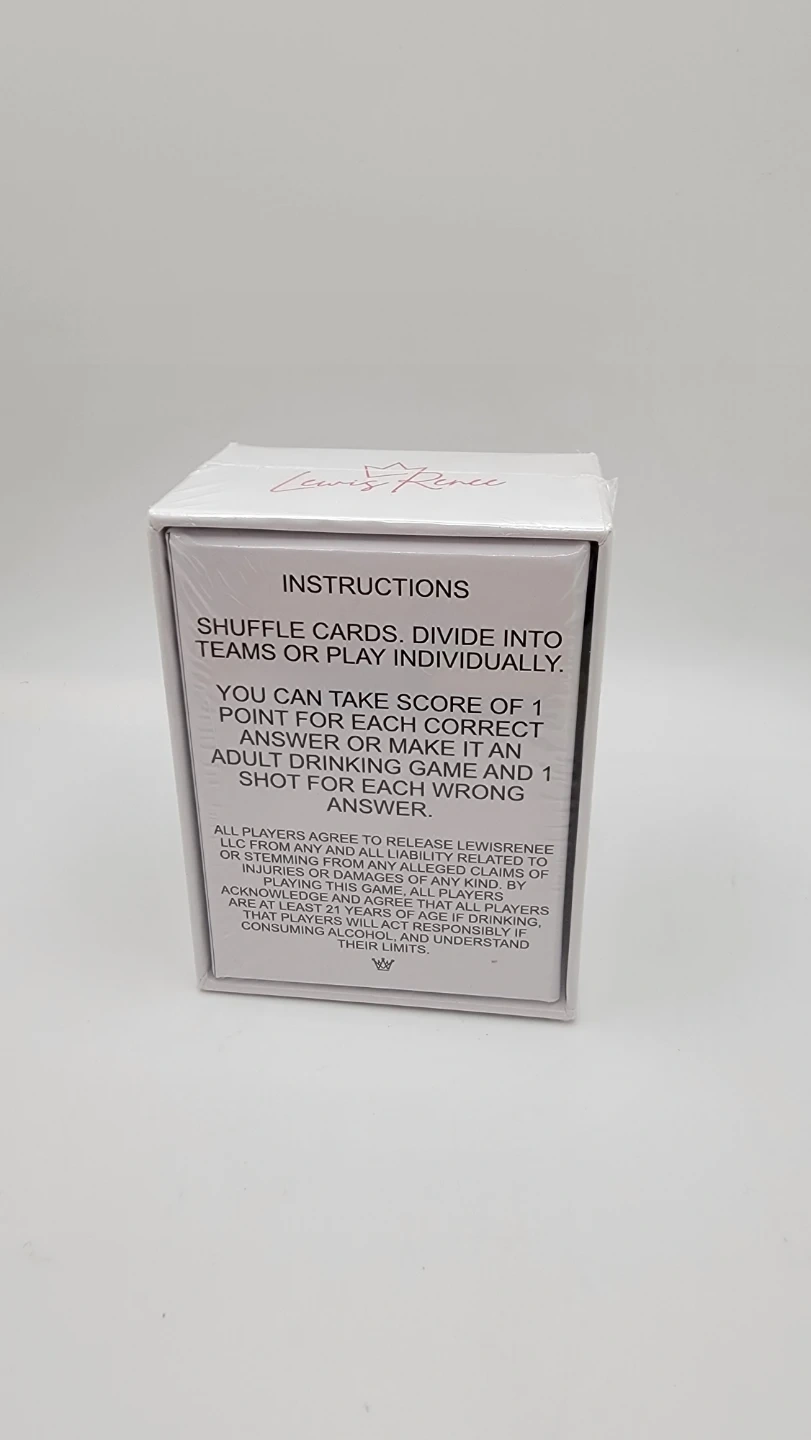 Lewis Renee
INSTRUCTIONS
SHUFFLE CARDS. DIVIDE INTO
TEAMS OR PLAY INDIVIDUALLY.
YOU CAN TAKE SCORE OF 1
POINT FOR EACH CORRECT
ANSWER OR MAKE IT AN
ADULT DRINKING GAME AND 1
SHOT FOR EACH WRONG
ANSWER.
ALL PLAYERS AGREE TO RELEASE LEWISRENEE
LLC FROM ANY AND ALL LIABILITY RELATED TO
OR STEMMING FROM ANY ALLEGED CLAIMS OF
INJURIES OR DAMAGES OF ANY KIND. BY
PLAYING THIS GAME, ALL PLAYERS
ACKNOWLEDGE AND AGREE THAT ALL PLAYERS
ARE AT LEAST 21 YEARS OF AGE IF DRINKING,
THAT PLAYERS WILL ACT RESPONSIBLY IF
CONSUMING ALCOHOL, AND UNDERSTAND
THEIR LIMITS.